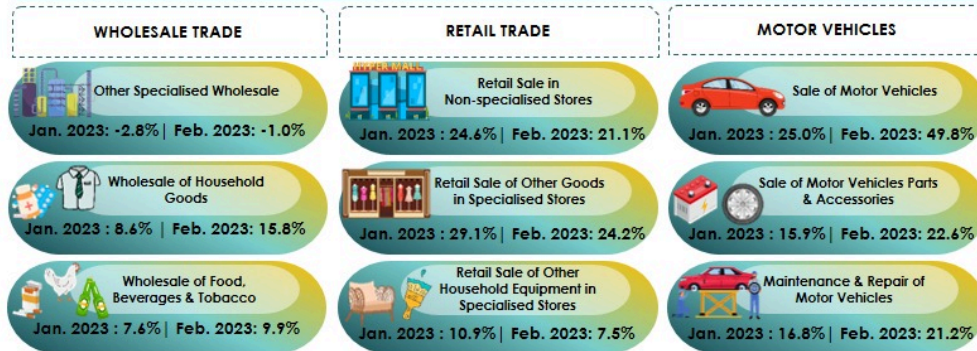 WHOLESALE TRADE
RETAIL TRADE
MOTOR VEHICLES
Other Specialised Wholesale
Jan. 2023: -2.8%| Feb. 2023: -1.0%
HYPER MALL
Retail Sale in
Non-specialised Stores
Jan. 2023 : 24.6%| Feb. 2023: 21.1%
Sale of Motor Vehicles
Jan. 2023 : 25.0%| Feb. 2023: 49.8%
Wholesale of Household
Goods
Jan. 2023 : 8.6%| Feb. 2023: 15.8%
Retail Sale of Other Goods
in Specialised Stores
Jan. 2023 : 29.1%| Feb. 2023: 24.2%
Sale of Motor Vehicles Parts
& Accessories
Jan. 2023 : 15.9%| Feb. 2023: 22.6%
Wholesale of Food,
Beverages & Tobacco
Jan. 2023 : 7.6%| Feb. 2023: 9.9%
Retail Sale of Other
Household Equipment in
Specialised Stores
Jan. 2023 : 10.9%| Feb. 2023: 7.5%
Maintenance & Repair of
Motor Vehicles
Jan. 2023 : 16.8%| Feb. 2023: 21.2%